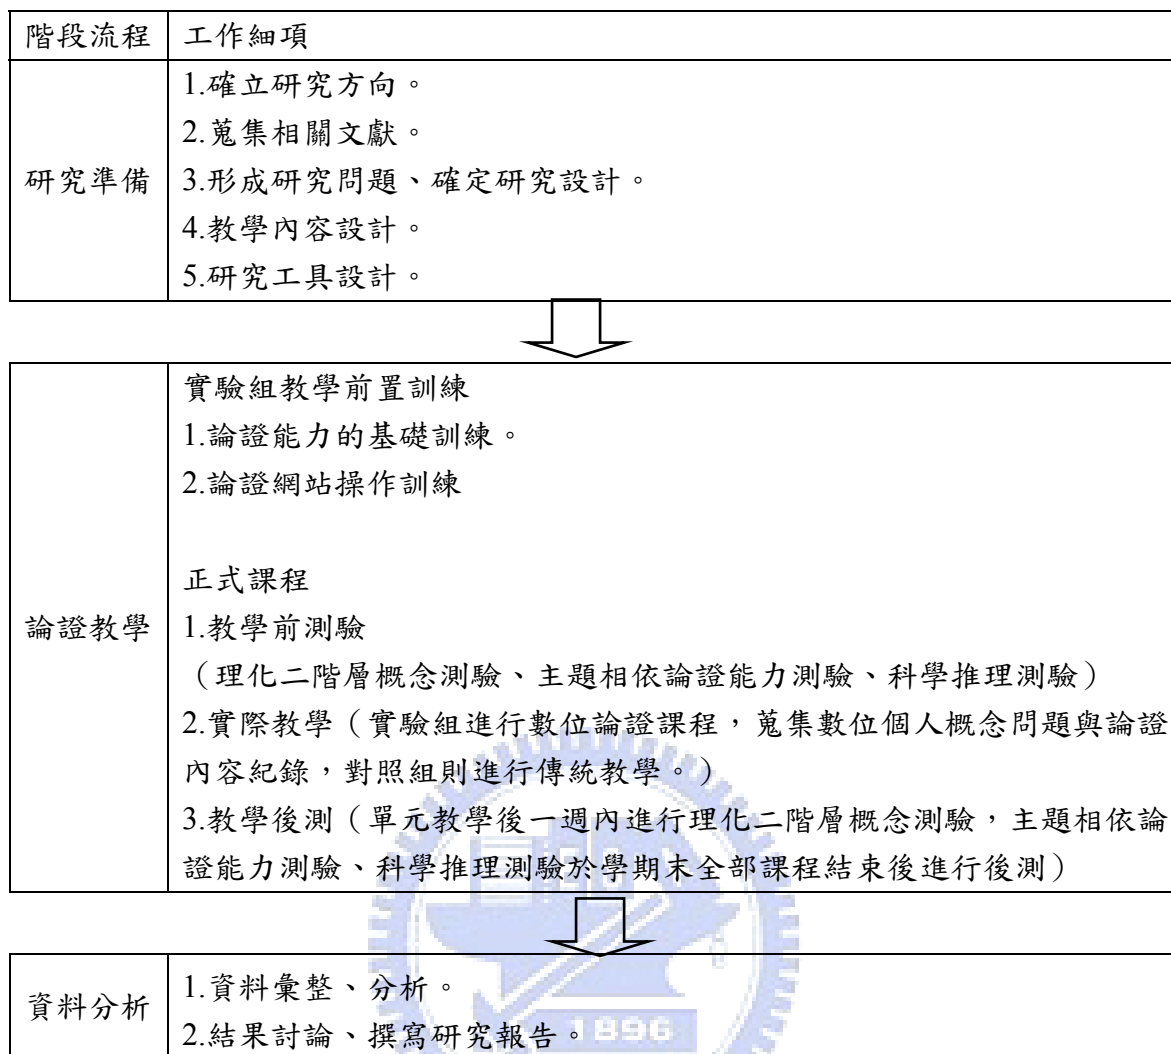 階段流程 工作細項
研究準備
1.確立研究方向。
2.蒐集相關文獻。
3.形成研究問題、確定研究設計。
4.教學內容設計。
5.研究工具設計。
論證教學
實驗組教學前置訓練
1.論證能力的基礎訓練。
2.論證網站操作訓練
正式課程
1.教學前測驗
（理化二階層概念測驗、主題相依論證能力測驗、科學推理測驗）
2.實際教學（實驗組進行數位論證課程，蒐集數位個人概念問題與論證
內容紀錄，對照組則進行傳統教學。）
3.教學後測（單元教學後一週內進行理化二階層概念測驗，主題相依論
證能力測驗、科學推理測驗於學期末全部課程結束後進行後測）
資料分析
1.資料彙整、分析。
2.結果討論、撰寫研究報告。
1896